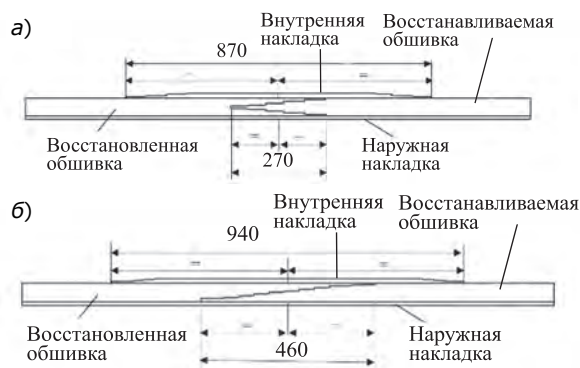 а)
Внутренняя
накладка
Восстанавливаемая
обшивка
870
=
Восстановленная
обшивка
Наружная
накладка
= =
270
б)
Внутренняя
накладка
Восстанавливаемая
обшивка
940
= =
Восстановленная
обшивка
Наружная
накладка
= =
460